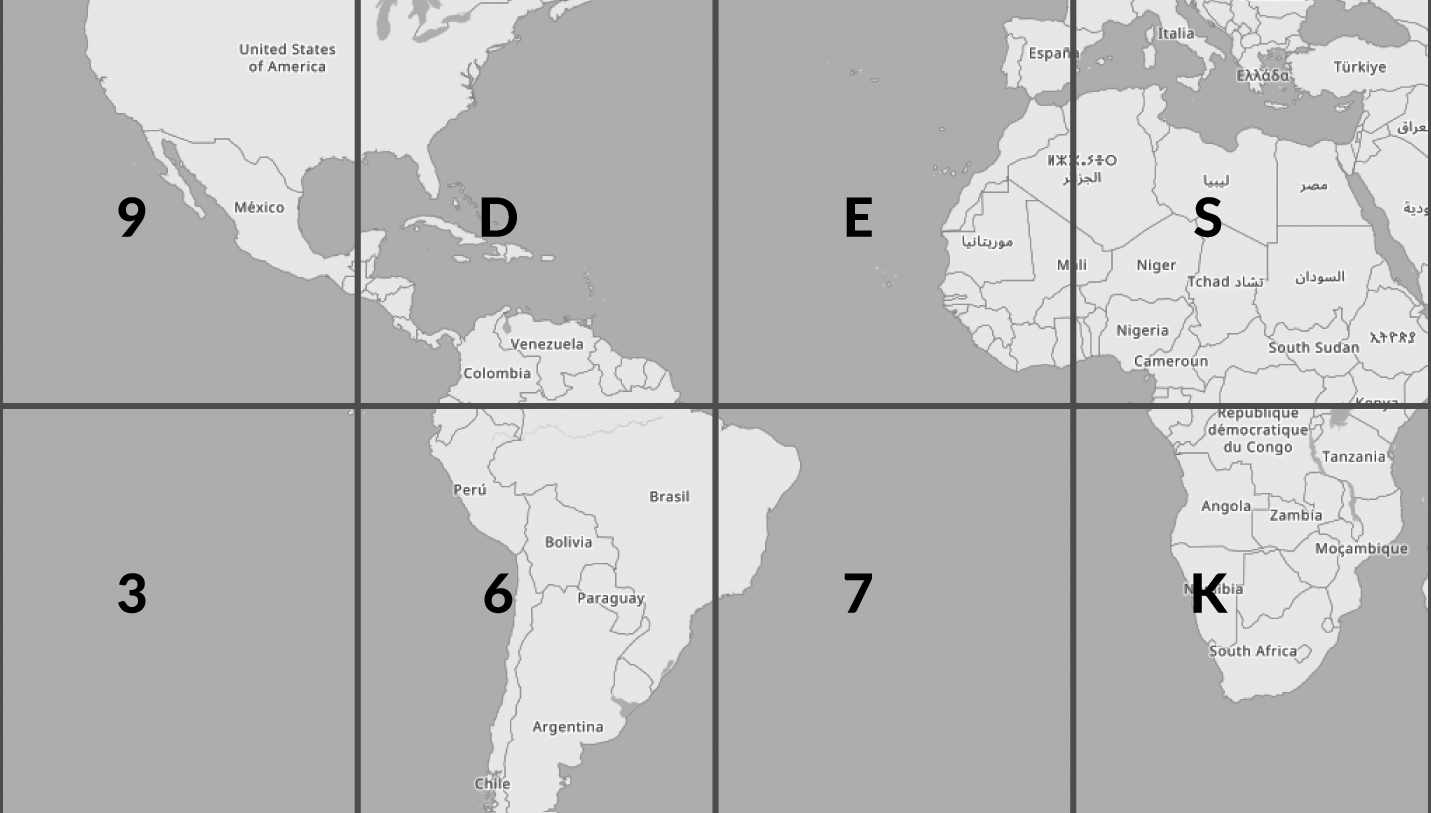 United States
of America
España
Italia
Ελλάδα
Türkiye
ⵍⵣⵣⴰⵢⴻⵔ
الجزائر
ليبيا
مصر
9
México
D
E
S
موريتانيا
Mali
Niger
Tchad تشاد
السودان
Venezuela
Colombia
Nigeria
Cameroun
South Sudan
ኢትዮጵያ
Kenya
République
démocratique
du Congo
Tanzania
Perú
Brasil
Angola
Zambia
Bolivia
Moçambique
3
6
Paraguay
7
K
Namibia
South Africa
Argentina
Chile